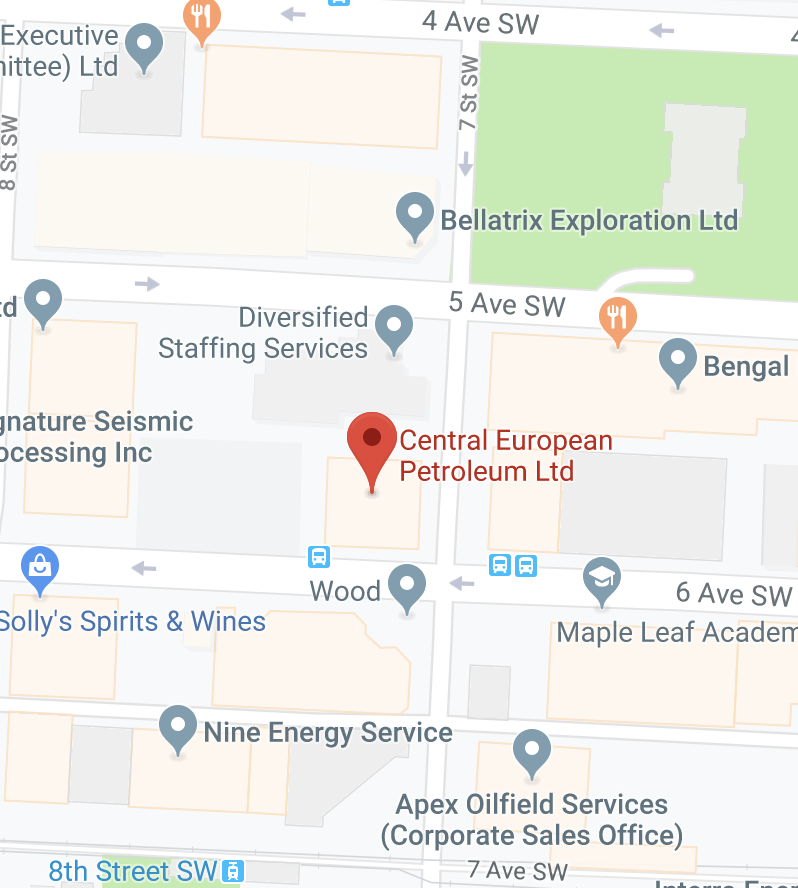 4 Ave SW
4
Executive
mittee) Ltd
7 St SW
8 St SW
Bellatrix Exploration Ltd
td
5 Ave SW
Diversified
Staffing Services
Bengal
gnature Seismic
ocessing Inc
Central European
Petroleum Ltd
Wood
6 Ave SW
Solly's Spirits & Wines
Maple Leaf Academ
Nine Energy Service
Apex Oilfield Services
(Corporate Sales Office)
8th Street SW
7 Ave SW